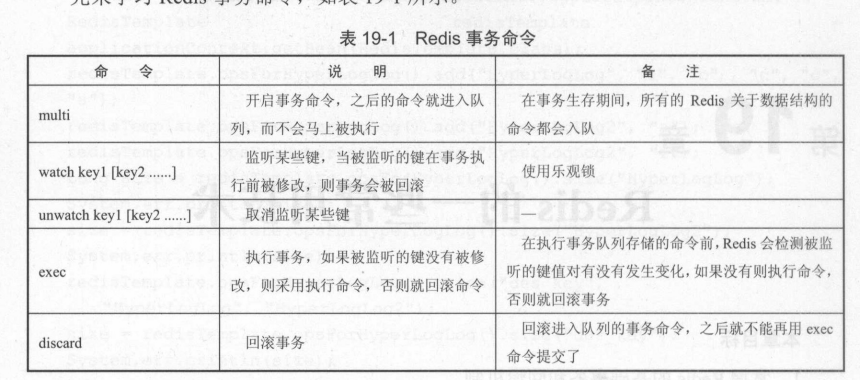 先来学习 Redis 事务命令，如表 19-1 所示。
表 19-1 Redis 事务命令
命 令 说 明 备 注
multi 开启事务命令，之后的命令就进入队 在事务生存期间，所有的 Redis 关于数据结构的
列，而不会马上被执行 命令都会入队
watch key1 [key2 ......] 监听某些键，当被监听的键在事务执 使用乐观锁
行前被修改，则事务会被回滚
unwatch key1 [key2 ......] 取消监听某些键 —
exec 执行事务，如果被监听的键没有被修 在执行事务队列存储的命令前，Redis 会检测被监
改，则采用执行命令，否则就回滚命令 听的键值对有没有发生变化，如果没有则执行命令，
否则就回滚事务
discard 回滚事务 回滚进入队列的事务命令，之后就不能再用 exec
命令提交了